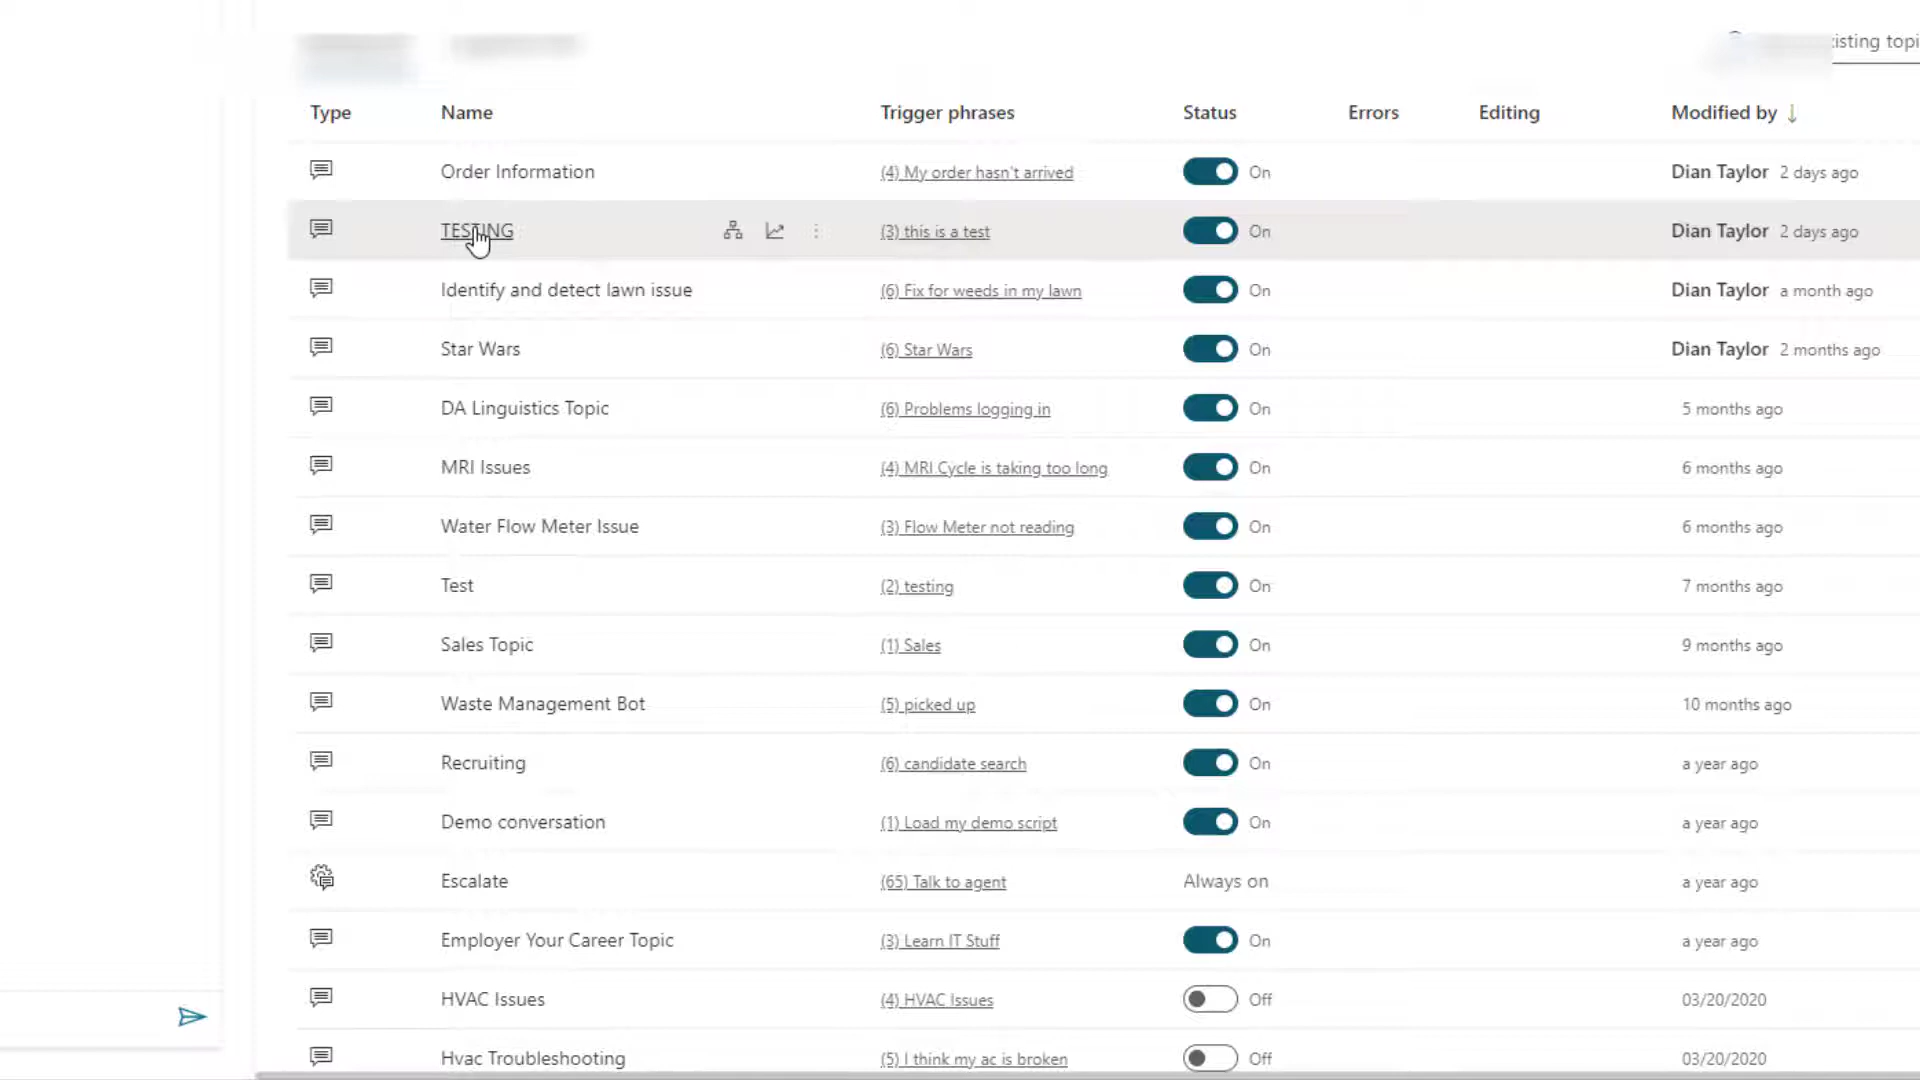 isting topi
Type Name Trigger phrases Status Errors Editing Modified by ↓
Order Information (4) My order hasn't arrived On Dian Taylor 2 days ago
TESTING (3) this is a test On Dian Taylor 2 days ago
Identify and detect lawn issue (6) Fix for weeds in my lawn On Dian Taylor a month ago
Star Wars (6) Star Wars On Dian Taylor 2 months ago
DA Linguistics Topic (6) Problems logging in On 5 months ago
MRI Issues (4) MRI Cycle is taking too long On 6 months ago
Water Flow Meter Issue (3) Flow Meter not reading On 6 months ago
Test (2) testing On 7 months ago
Sales Topic (1) Sales On 9 months ago
Waste Management Bot (5) picked up On 10 months ago
Recruiting (6) candidate search On a year ago
Demo conversation (1) Load my demo script On a year ago
Escalate (65) Talk to agent Always on a year ago
Employer Your Career Topic (3) Learn IT Stuff On a year ago
HVAC Issues (4) HVAC Issues Off 03/20/2020
Hvac Troubleshooting (5) I think my ac is broken Off 03/20/2020